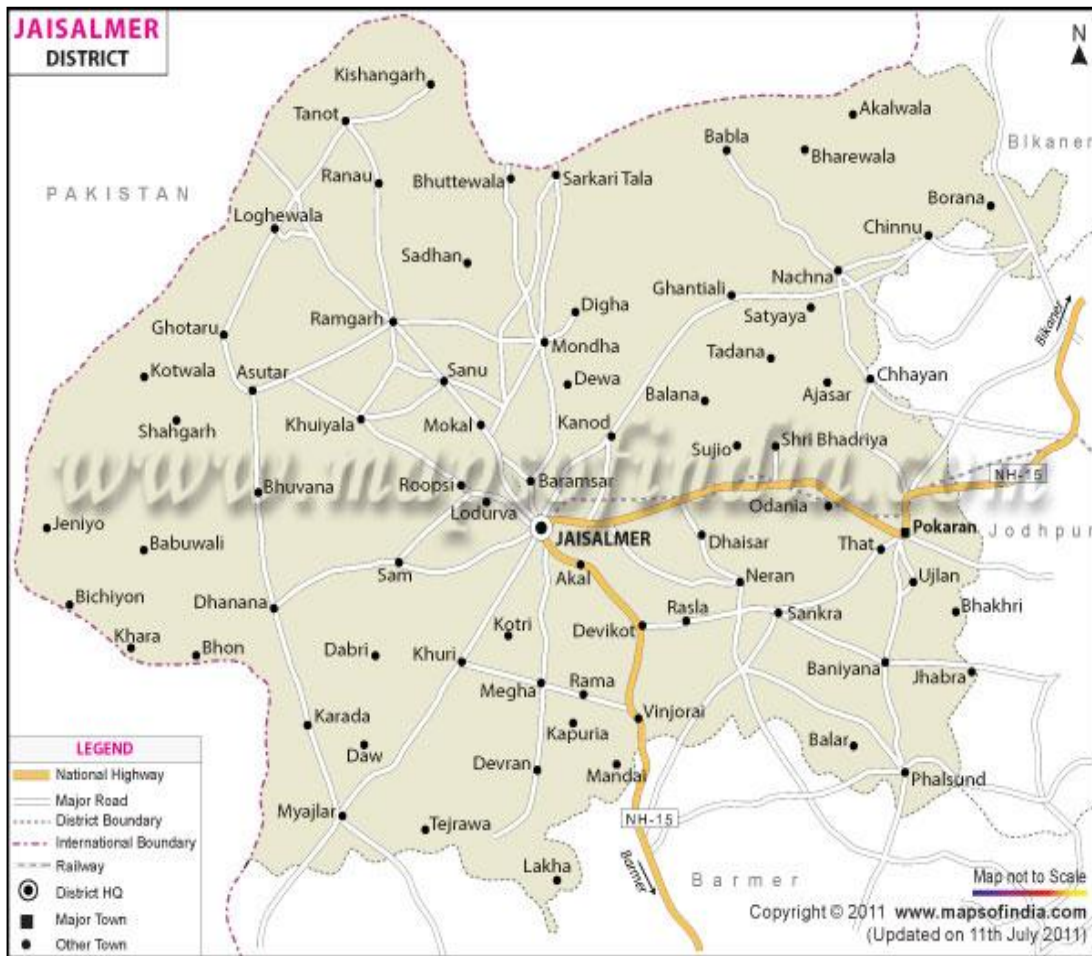 JAISALMER
DISTRICT
N
Kishangarh
Tanot
Akalwala
Babla
Bharewala
Bikaner
PAKISTAN
Ranau
Bhuttewala
Sarkari Tala
Borana
Loghewala
Chinnu
Sadhan
Nachna
Ghantiali
Digha
Satyaya
Ramgarh
Bikaner
Ghotaru
Mondha
Tadana
Kotwala
Asutar
Sanu
Dewa
Chhayan
Balana
Ajasar
Shahgarh
Khuiyala
Mokal
Kanod
Sujio
Shri Bhadriya
www.mapsofindia.com
NH-15
Bhuvana
Roopsi
Baramsar
Lodurva
Odania
Jeniyo
JAISALMER
Pokaran
Jodhpur
Babuwali
Dhaisar
That
Sam
Akal
Neran
Ujlan
Bichiyon
Dhanana
Rasla
Sankra
Bhakhri
Kotri
Devikot
Khara
Bhon
Dabri
Khuri
Baniyana
Jhabra
Megha
Rama
Karada
Vinjorai
Kapuria
Daw
Balar
Devran
Mandai
Phalsund
Myajlar
NH-15
Tejrawa
Lakha
Barmer
Barmer
LEGEND
National Highway
Major Road
District Boundary
International Boundary
Railway
District HQ
Major Town
Other Town
Map not to Scale
Copyright © 2011 www.mapsofindia.com
(Updated on 11th July 2011)